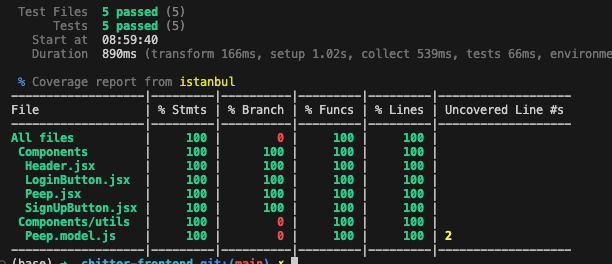 Test Files  5 passed (5)
Tests  5 passed (5)
Start at  08:59:40
Duration  890ms (transform 166ms, setup 1.02s, collect 539ms, tests 66ms,
% Coverage report from istanbul
File | % Stmts | % Branch | % Funcs | % Lines | Uncovered Line #s
All files | 100 | 0 | 100 | 100 |
Components | 100 | 100 | 100 | 100 |
Header.jsx | 100 | 100 | 100 | 100 |
LoginButton.jsx | 100 | 100 | 100 | 100 |
Peep.jsx | 100 | 100 | 100 | 100 |
SignUpButton.jsx | 100 | 100 | 100 | 100 |
Components/utils | 100 | 0 | 100 | 100 |
Peep.model.js | 100 | 0 | 100 | 100 | 2
(base) ➜ chitter-frontend git:(main) ✗